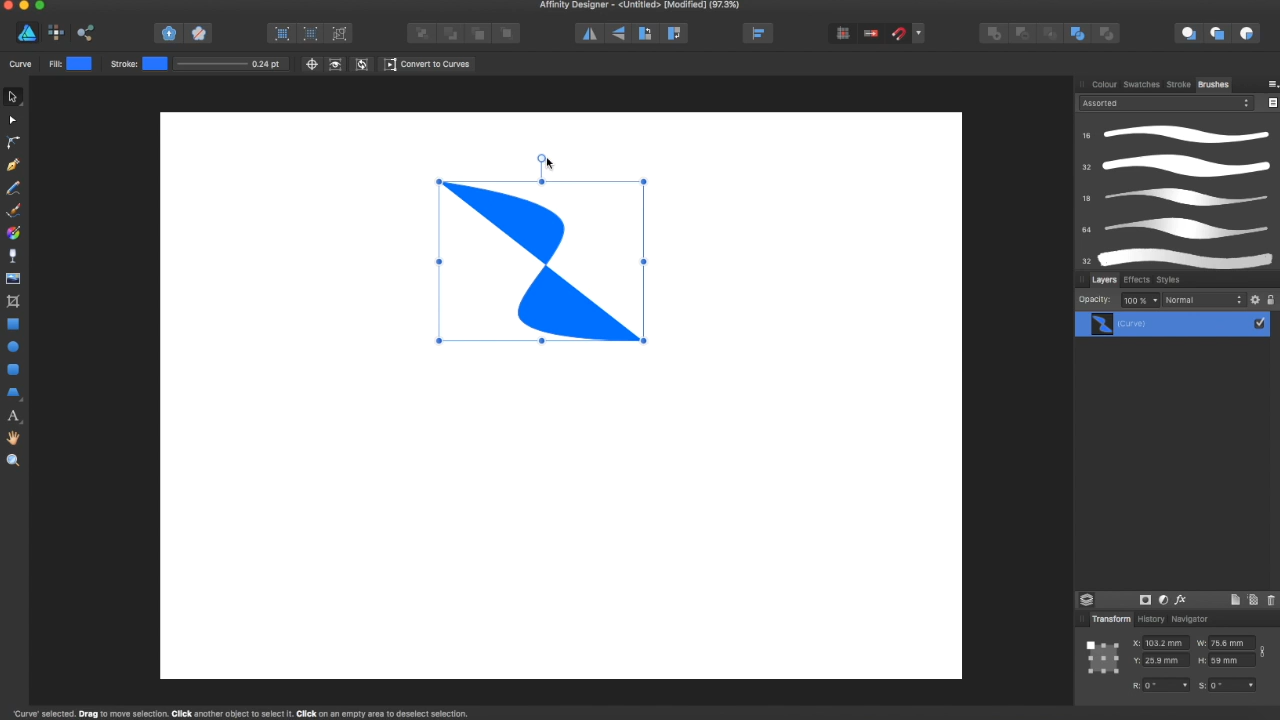 Affinity Designer - <Untitled> [Modified] (97.3%)
Curve Fill: Stroke: 0.24 pt Convert to Curves
Colour Swatches Stroke Brushes
Assorted
16
32
18
64
32
Layers Effects Styles
Opacity: 100 % Normal
(Curve)
Transform History Navigator
X: 103.2 mm W: 75.6 mm
Y: 25.9 mm H: 59 mm
R: 0 ° S: 0 °
A
'Curve' selected. Drag to move selection. Click another object to select it. Click on an empty area to deselect selection.